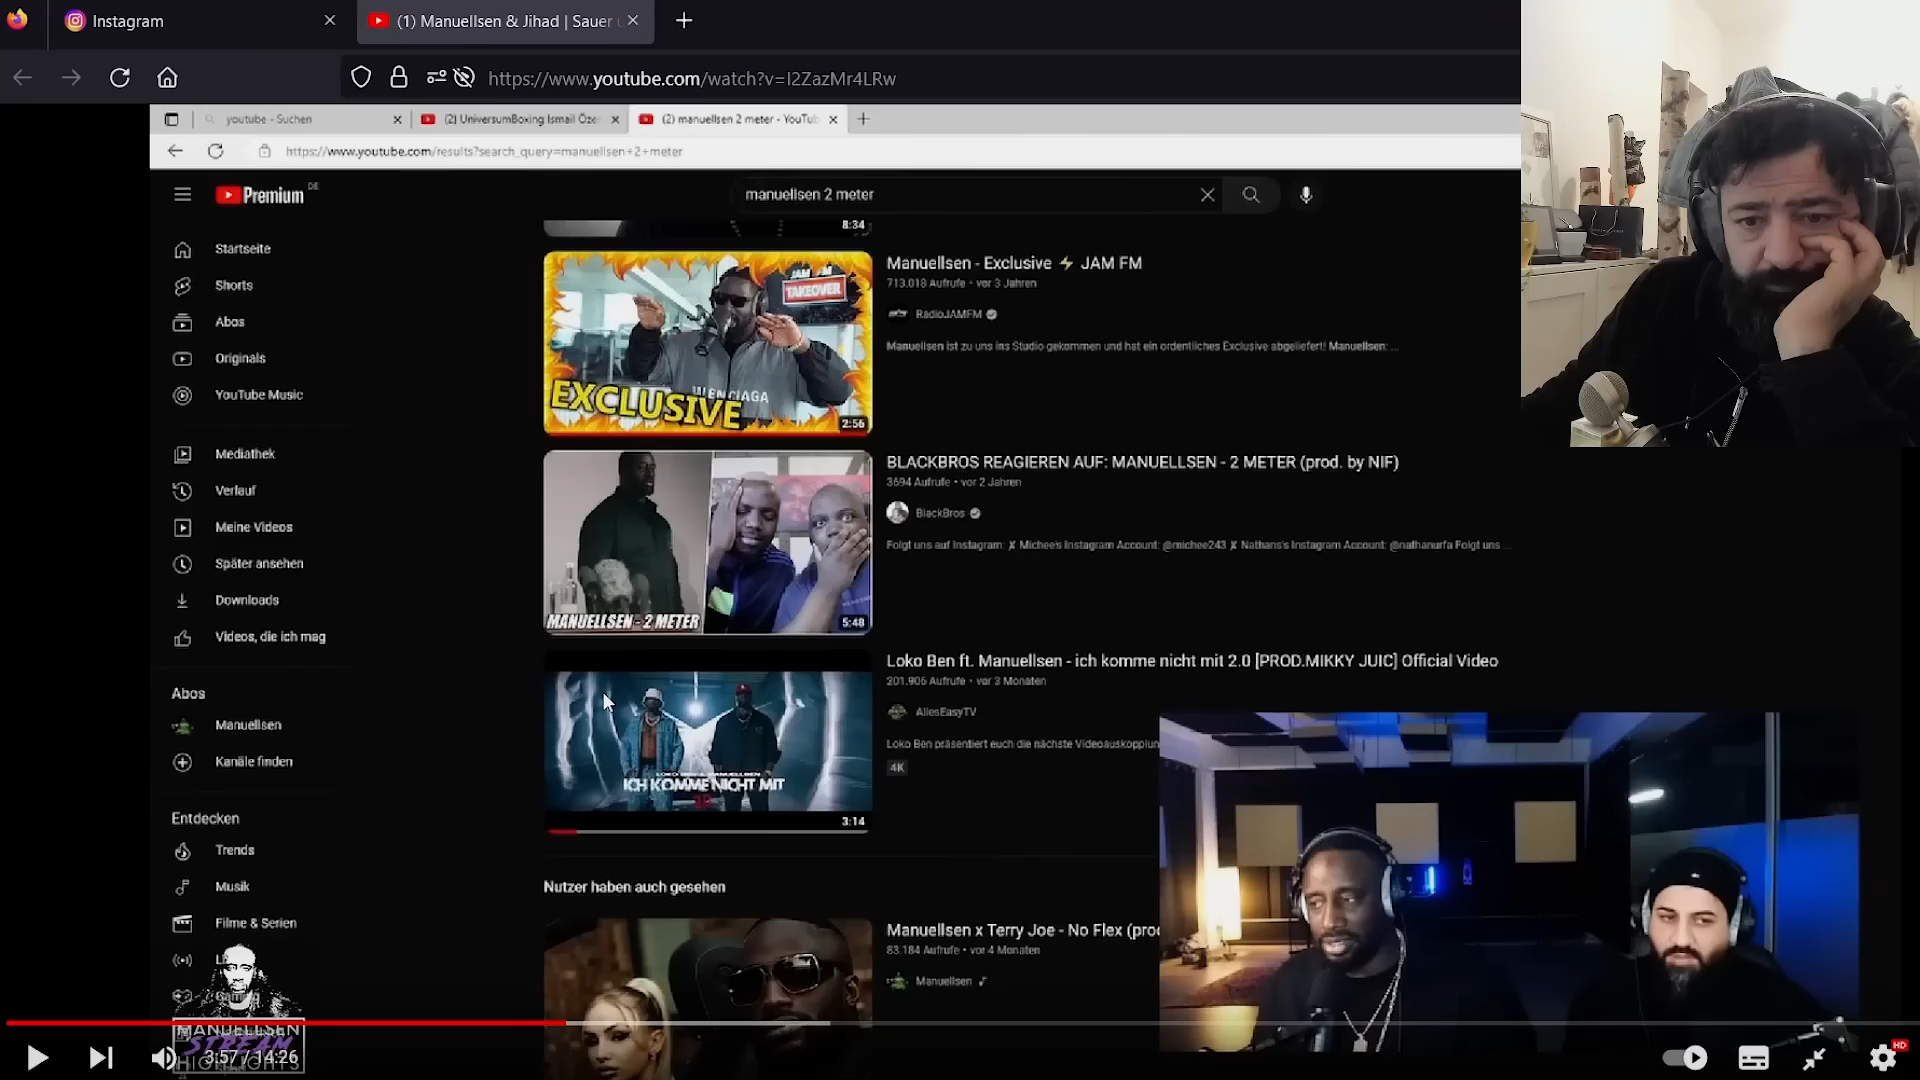 Instagram
(1) Manuellsen & Jihad | Sauer u
https://www.youtube.com/watch?v=I2ZazMr4LRw
youtube - Suchen
(2) UniversumBoxing Ismail Özer
(2) manuellsen 2 meter - YouTub
https://www.youtube.com/results?search_query=manuellsen+2+meter
Premium DE
manuellsen 2 meter
8:34
Startseite
Shorts
Abos
Originals
YouTube Music
Mediathek
Verlauf
Meine Videos
Später ansehen
Downloads
Videos, die ich mag
Abos
Manuellsen
Kanäle finden
Entdecken
Trends
Musik
Filme & Serien
Gaming
JAM FM
TAKEOVER
EXCLUSIVE
2:56
Manuellsen - Exclusive ⚡ JAM FM
713.018 Aufrufe • vor 3 Jahren
RadioJAMFM
Manuellsen ist zu uns ins Studio gekommen und hat ein ordentliches Exclusive abgeliefert! Manuellsen: ...
MANUELLSEN - 2 METER
5:48
BLACKBROS REAGIEREN AUF: MANUELLSEN - 2 METER (prod. by NIF)
3694 Aufrufe • vor 2 Jahren
BlackBros
Folgt uns auf Instagram: ✘ Michee's Instagram Account: @michee243 ✘ Nathans's Instagram Account: @nathanurfa Folgt uns ...
ICH KOMME NICHT MIT
3:14
Loko Ben ft. Manuellsen - ich komme nicht mit 2.0 [PROD.MIKKY JUIC] Official Video
201.906 Aufrufe • vor 3 Monaten
AllesEasyTV
Loko Ben präsentiert euch die nächste Videoauskopplun
4K
Nutzer haben auch gesehen
Manuellsen x Terry Joe - No Flex (proc
83.184 Aufrufe • vor 4 Monaten
Manuellsen
MANUELLSEN
STREAM
HIGHLIGHTS
3:57 / 14:26
HD